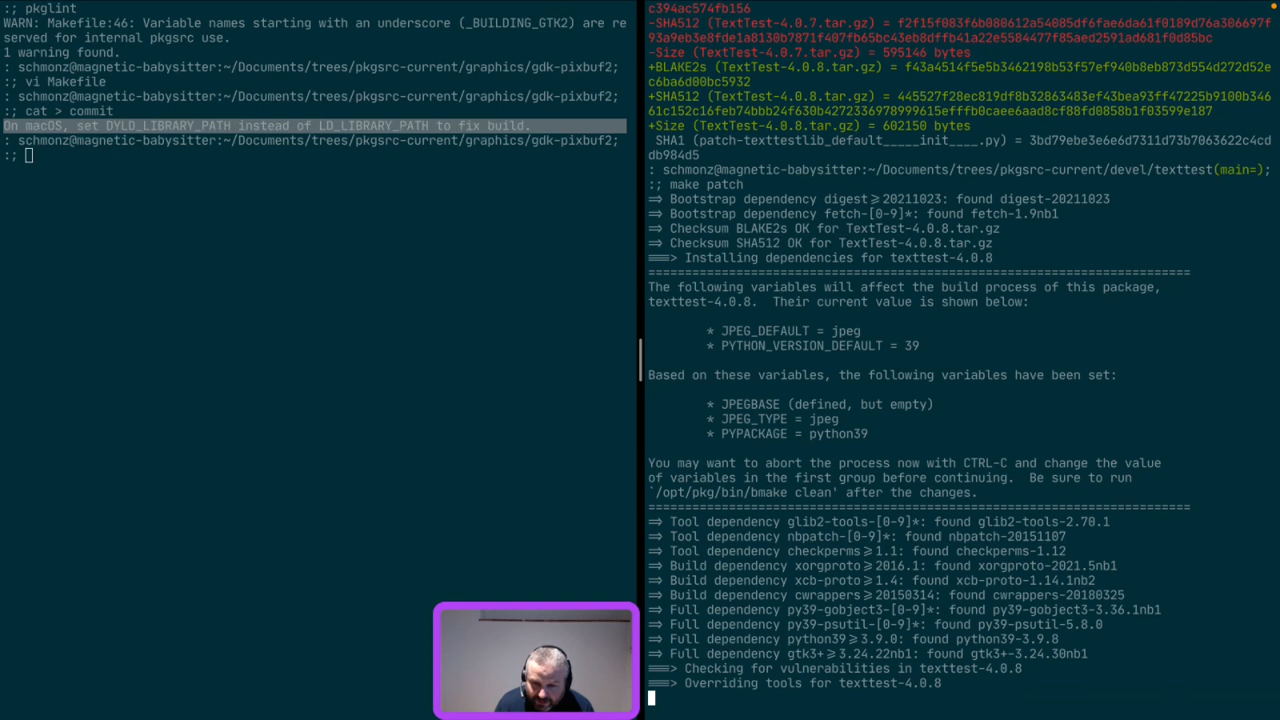 :; pkglint
WARN: Makefile:46: Variable names starting with an underscore (_BUILDING_GTK2) are re
served for internal pkgsrc use.
1 warning found.
: schmonz@magnetic-babysitter:~/Documents/trees/pkgsrc-current/graphics/gdk-pixbuf2;
:; vi Makefile
: schmonz@magnetic-babysitter:~/Documents/trees/pkgsrc-current/graphics/gdk-pixbuf2;
:; cat > commit
On macOS, set DYLD_LIBRARY_PATH instead of LD_LIBRARY_PATH to fix build.
: schmonz@magnetic-babysitter:~/Documents/trees/pkgsrc-current/graphics/gdk-pixbuf2;
:;
c394ac574fb156
-SHA512 (TextTest-4.0.7.tar.gz) = f2f15f083f6b080612a54085df6fae6da61f0189d76a306697f
93a9eb3e8fde1a8130b7871f407fb65bc43eb8dffb41a22e5584477f85aed2591ad681f0d85bc
-Size (TextTest-4.0.7.tar.gz) = 595146 bytes
+BLAKE2s (TextTest-4.0.8.tar.gz) = f43a4514f5e5b3462198b53f57ef940b8eb873d554d272d52e
c6ba6d00bc5932
+SHA512 (TextTest-4.0.8.tar.gz) = 445527f28ec819df8b32863483ef43bea93ff47225b9100b346
61c152c16feb74bbb24f630b42723369789996 15efffb0caee6aad8cf88fd0858b1f03599e187
+Size (TextTest-4.0.8.tar.gz) = 602150 bytes
 SHA1 (patch-texttestlib_default_____init____.py) = 3bd79ebe3e6e6d7311d73b7063622c4cd
db984d5
: schmonz@magnetic-babysitter:~/Documents/trees/pkgsrc-current/devel/texttest(main=);
:; make patch
=> Bootstrap dependency digest>=20211023: found digest-20211023
=> Bootstrap dependency fetch-[0-9]*: found fetch-1.9nb1
=> Checksum BLAKE2s OK for TextTest-4.0.8.tar.gz
=> Checksum SHA512 OK for TextTest-4.0.8.tar.gz
===> Installing dependencies for texttest-4.0.8
==========================================================================
The following variables will affect the build process of this package,
texttest-4.0.8.  Their current value is shown below:
* JPEG_DEFAULT = jpeg
* PYTHON_VERSION_DEFAULT = 39
Based on these variables, the following variables have been set:
* JPEGBASE (defined, but empty)
* JPEG_TYPE = jpeg
* PYPACKAGE = python39
You may want to abort the process now with CTRL-C and change the value
of variables in the first group before continuing.  Be sure to run
`/opt/pkg/bin/bmake clean' after the changes.
==========================================================================
=> Tool dependency glib2-tools-[0-9]*: found glib2-tools-2.70.1
=> Tool dependency nbpatch-[0-9]*: found nbpatch-20151107
=> Tool dependency checkperms>=1.1: found checkperms-1.12
=> Build dependency xorgproto>=2016.1: found xorgproto-2021.5nb1
=> Build dependency xcb-proto>=1.4: found xcb-proto-1.14.1nb2
=> Build dependency cwrappers>=20150314: found cwrappers-20180325
=> Full dependency py39-gobject3-[0-9]*: found py39-gobject3-3.36.1nb1
=> Full dependency py39-psutil-[0-9]*: found py39-psutil-5.8.0
=> Full dependency python39>=3.9.0: found python39-3.9.8
=> Full dependency gtk3+>=3.24.22nb1: found gtk3+-3.24.30nb1
===> Checking for vulnerabilities in texttest-4.0.8
===> Overriding tools for texttest-4.0.8